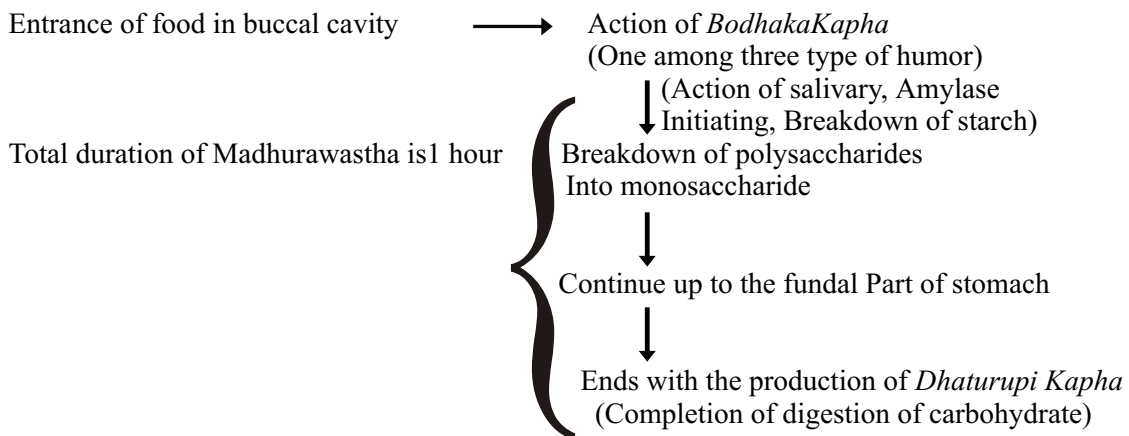 Entrance of food in buccal cavity
Action of BodhakaKapha
(One among three type of humor)
(Action of salivary, Amylase
Initiating, Breakdown of starch)
Total duration of Madhurawastha is1 hour
Breakdown of polysaccharides
Into monosaccharide
Continue up to the fundal Part of stomach
Ends with the production of Dhaturupi Kapha
(Completion of digestion of carbohydrate)